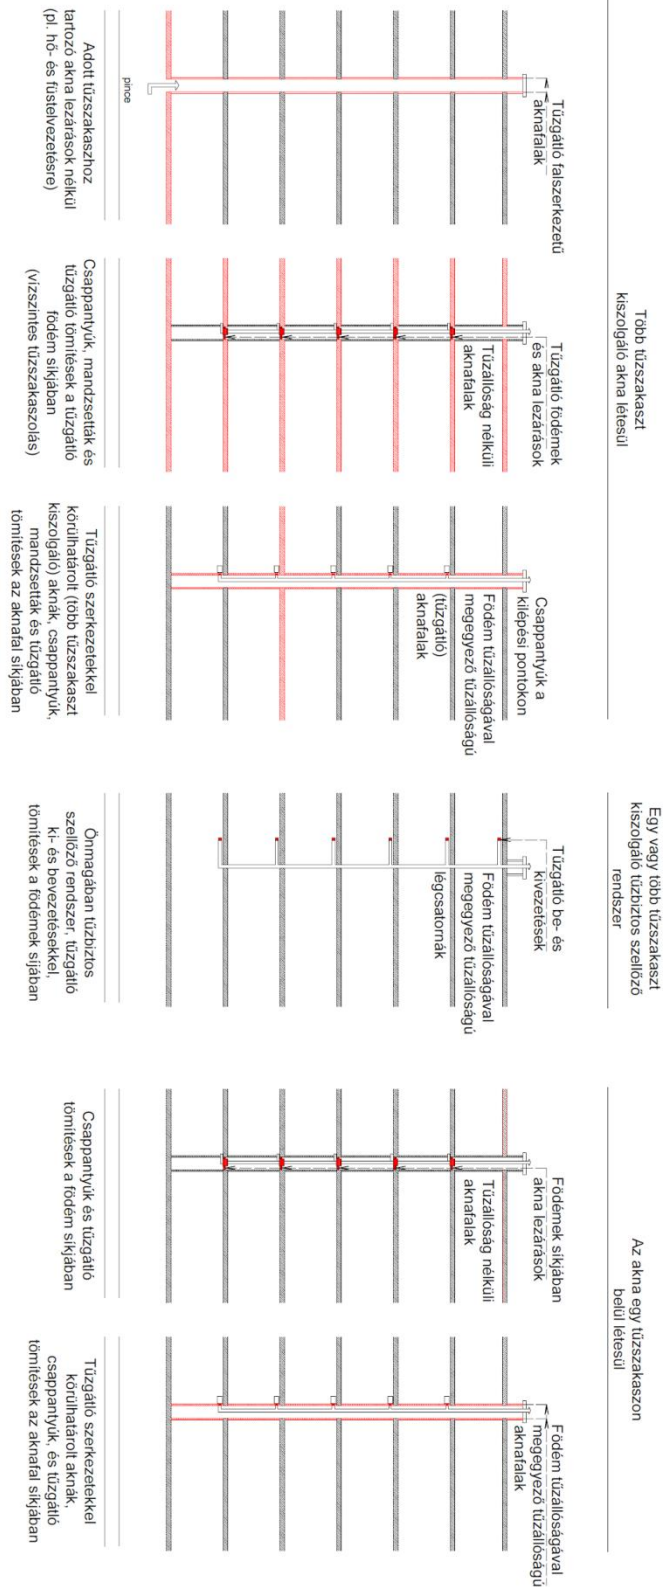 Több tűzszakaszt
kiszolgáló akna létesül
Tűzgátló falszerkezetű
aknafalak
pince
Adott tűzszakaszhoz
tartozó akna lezárások nélkül
(pl. hő- és füstelvezetésre)
Tűzgátló födémek
és akna lezárások
Tűzállóság nélküli
aknafalak
Csappantyúk, mandzsetták és
tűzgátló tömítések a tűzgátló
födém síkjában
(vízszintes tűzszakaszolás)
Csappantyúk a
kilépési pontokon
Födém tűzállóságával
megegyező tűzállóságú
(tűzgátló)
aknafalak
Tűzgátló szerkezetekkel
körülhatárolt (több tűzszakaszt
kiszolgáló) aknák, csappantyúk,
mandzsetták és tűzgátló
tömítések az aknafal síkjában
Egy vagy több tűzszakaszt
kiszolgáló tűzbiztos szellőző
rendszer
Tűzgátló be- és
kivezetések
Födém tűzállóságával
megegyező tűzállóságú
légcsatornák
Önmagában tűzbiztos
szellőző rendszer, tűzgátló
ki- és bevezetésekkel,
tömítések a födémek síjában
Az akna egy tűzszakaszon
belül létesül
Födémek síkjában
akna lezárások
Tűzállóság nélküli
aknafalak
Csappantyúk és tűzgátló
tömítések a födém síkjában
Födém tűzállóságával
megegyező tűzállóságú
aknafalak
Tűzgátló szerkezetekkel
körülhatárolt aknák,
csappantyúk, és tűzgátló
tömítések az aknafal síkjában